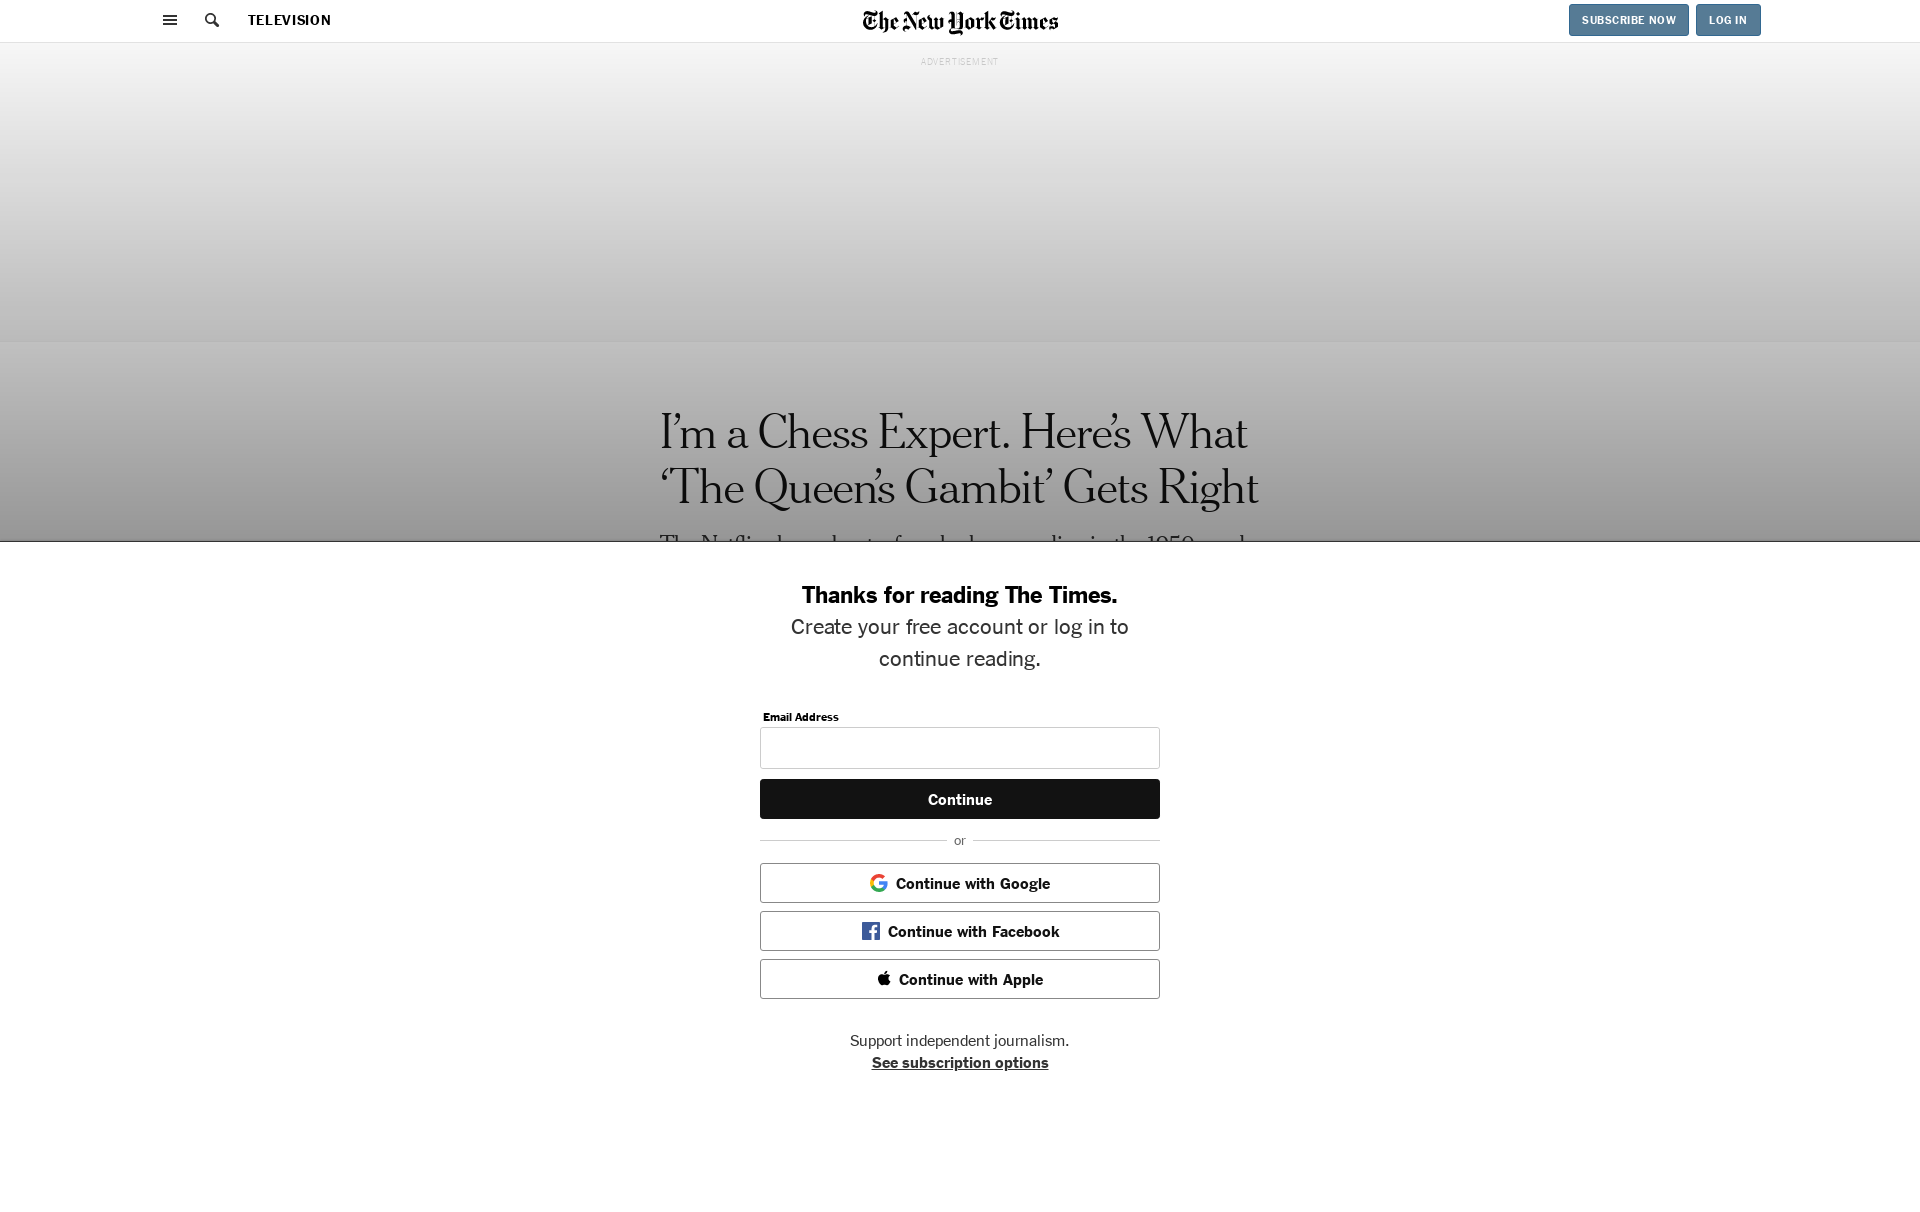 TELEVISION
The New York Times
SUBSCRIBE NOW
LOG IN
ADVERTISEMENT
I’m a Chess Expert. Here’s What
‘The Queen’s Gambit’ Gets Right
Thanks for reading The Times.
Create your free account or log in to
continue reading.
Email Address
Continue
or
Continue with Google
Continue with Facebook
Continue with Apple
Support independent journalism.
See subscription options